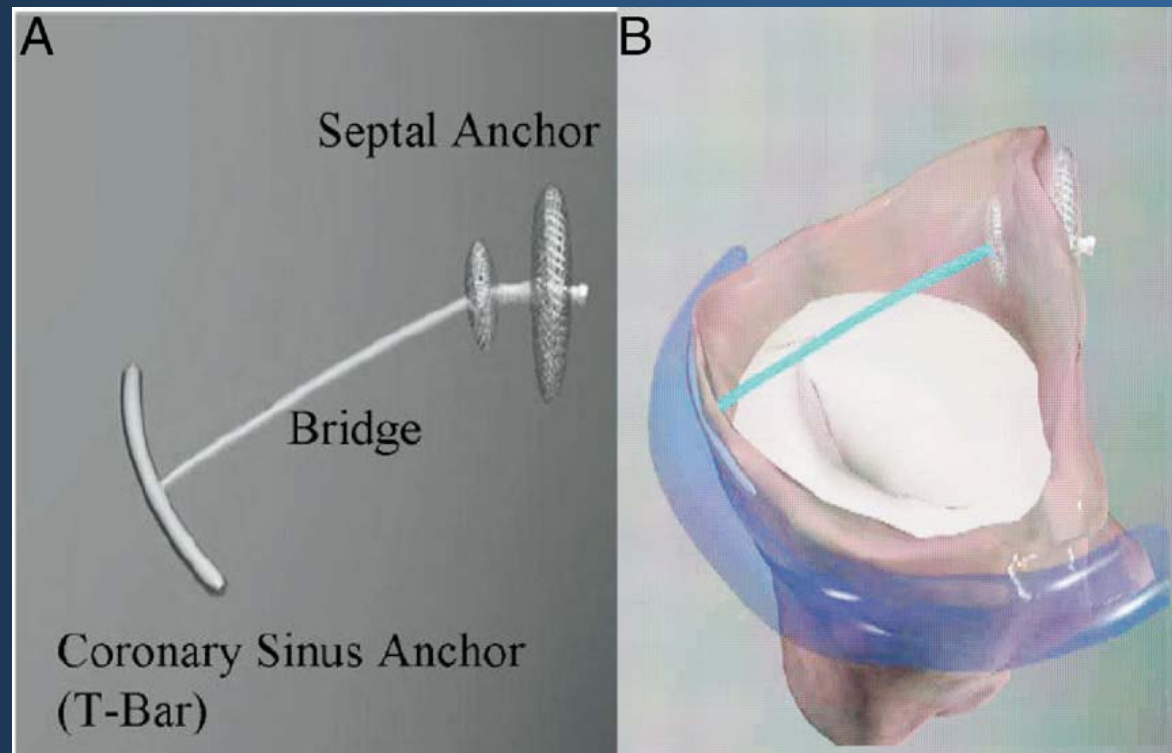 A
B
Septal Anchor
Bridge
Coronary Sinus Anchor
(T-Bar)